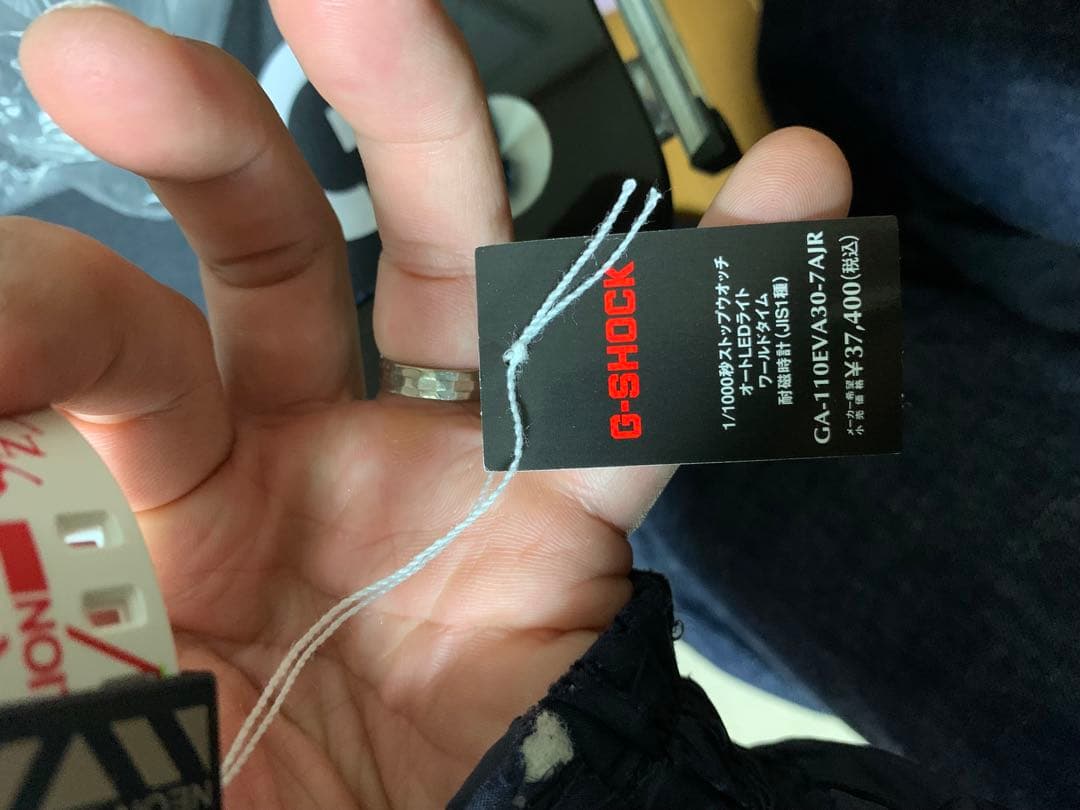 G-SHOCK
1/1000秒ストップウオッチ
オートLEDライト
ワールドタイム
耐磁時計(JIS1種)
GA-110EVA30-7AJR
メーカー希望
小売価格 ¥37,400(税込)